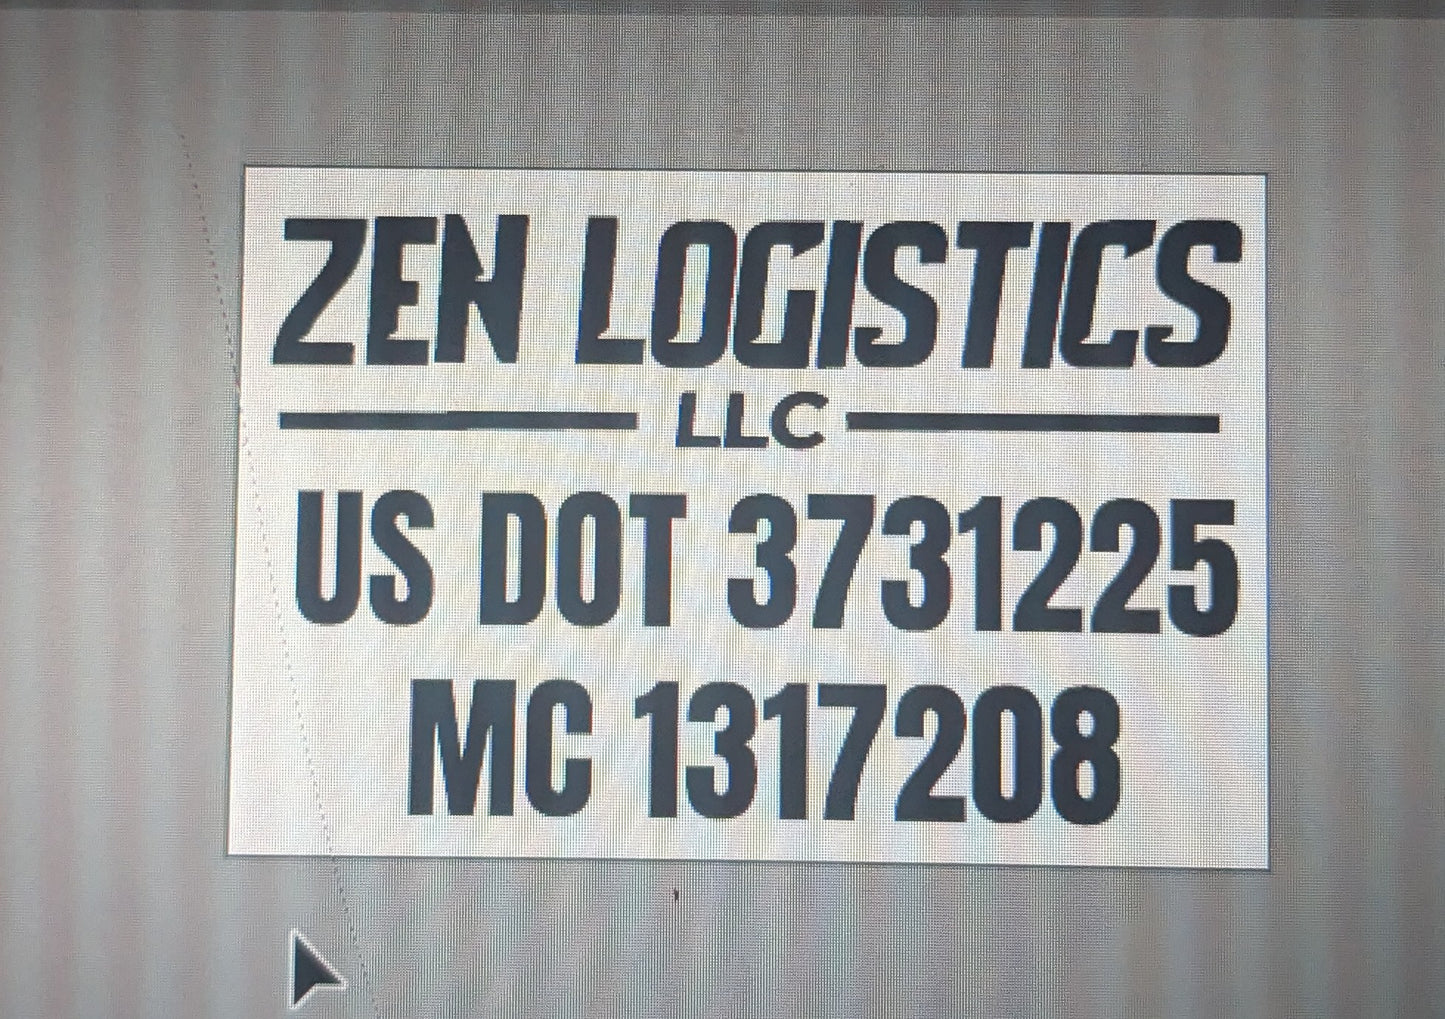 ZEN LOGISTICS
LLC
US DOT 3731225
MC 1317208